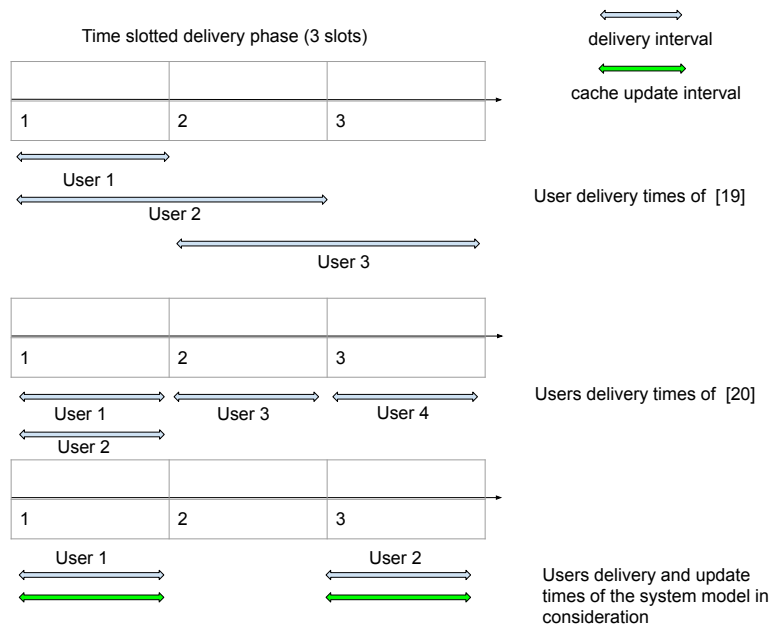 Time slotted delivery phase (3 slots)
delivery interval
cache update interval
1 2 3
User 1
User 2
User 3
User delivery times of [19]
1 2 3
User 1 User 3 User 4
User 2
Users delivery times of [20]
1 2 3
User 1 User 2
Users delivery and update
times of the system model in
consideration